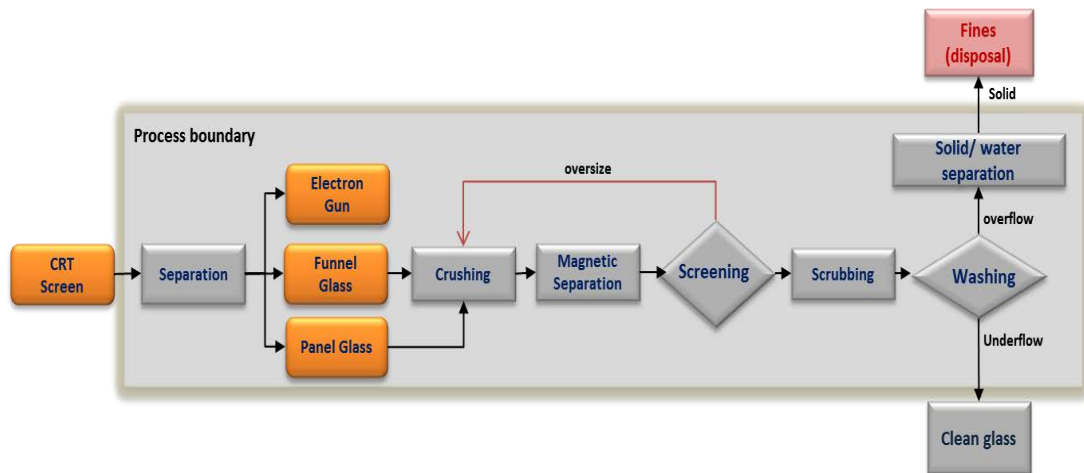 Fines
(disposal)
Solid
Process boundary
Solid/ water
separation
Electron
Gun
oversize
overflow
CRT
Screen
Separation
Funnel
Glass
Crushing
Magnetic
Separation
Screening
Scrubbing
Washing
Panel Glass
Underflow
Clean glass